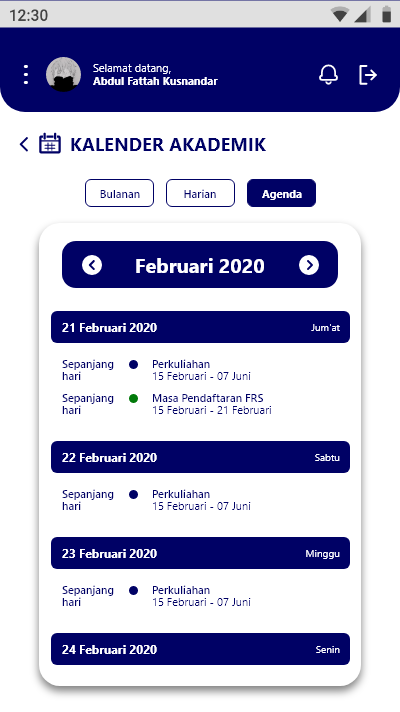 12:30
Selamat datang,
Abdul Fattah Kusnandar
KALENDER AKADEMIK
Bulanan
Harian
Agenda
Februari 2020
21 Februari 2020
Jum'at
Sepanjang
hari
Perkuliahan
15 Februari - 07 Juni
Sepanjang
hari
Masa Pendaftaran FRS
15 Februari - 21 Februari
22 Februari 2020
Sabtu
Sepanjang
hari
Perkuliahan
15 Februari - 07 Juni
23 Februari 2020
Minggu
Sepanjang
hari
Perkuliahan
15 Februari - 07 Juni
24 Februari 2020
Senin